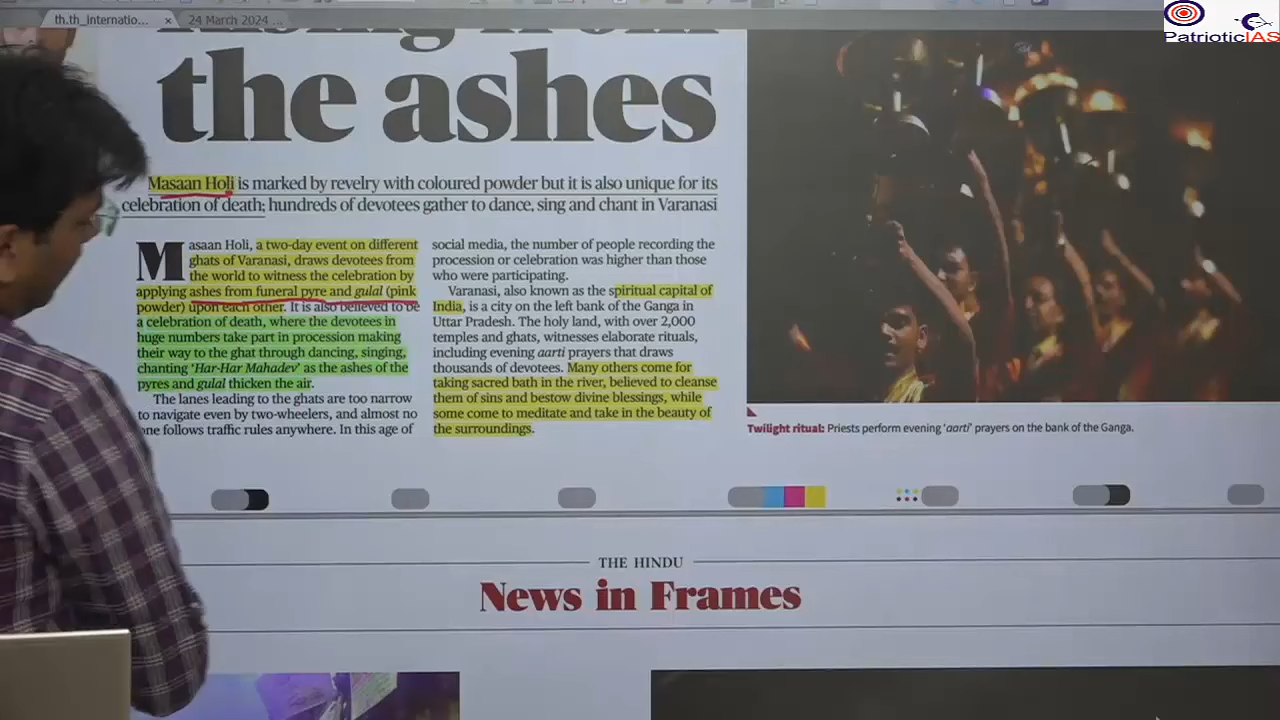 th.th_internatio... ×
24 March 2024 ...
PatrioticIAS
Rising from
the ashes
Masaan Holi is marked by revelry with coloured powder but it is also unique for its
celebration of death; hundreds of devotees gather to dance, sing and chant in Varanasi
Masaan Holi, a two-day event on different
ghats of Varanasi, draws devotees from
the world to witness the celebration by
applying ashes from funeral pyre and gulal (pink
powder) upon each other. It is also believed to be
a celebration of death, where the devotees in
huge numbers take part in procession making
their way to the ghat through dancing, singing,
chanting ‘Har-Har Mahadev’ as the ashes of the
pyres and gulal thicken the air.
The lanes leading to the ghats are too narrow
to navigate even by two-wheelers, and almost no
one follows traffic rules anywhere. In this age of
social media, the number of people recording the
procession or celebration was higher than those
who were participating.
Varanasi, also known as the spiritual capital of
India, is a city on the left bank of the Ganga in
Uttar Pradesh. The holy land, with over 2,000
temples and ghats, witnesses elaborate rituals,
including evening aarti prayers that draws
thousands of devotees. Many others come for
taking sacred bath in the river, believed to cleanse
them of sins and bestow divine blessings, while
some come to meditate and take in the beauty of
the surroundings.
Twilight ritual: Priests perform evening ‘aarti’ prayers on the bank of the Ganga.
THE HINDU
News in Frames